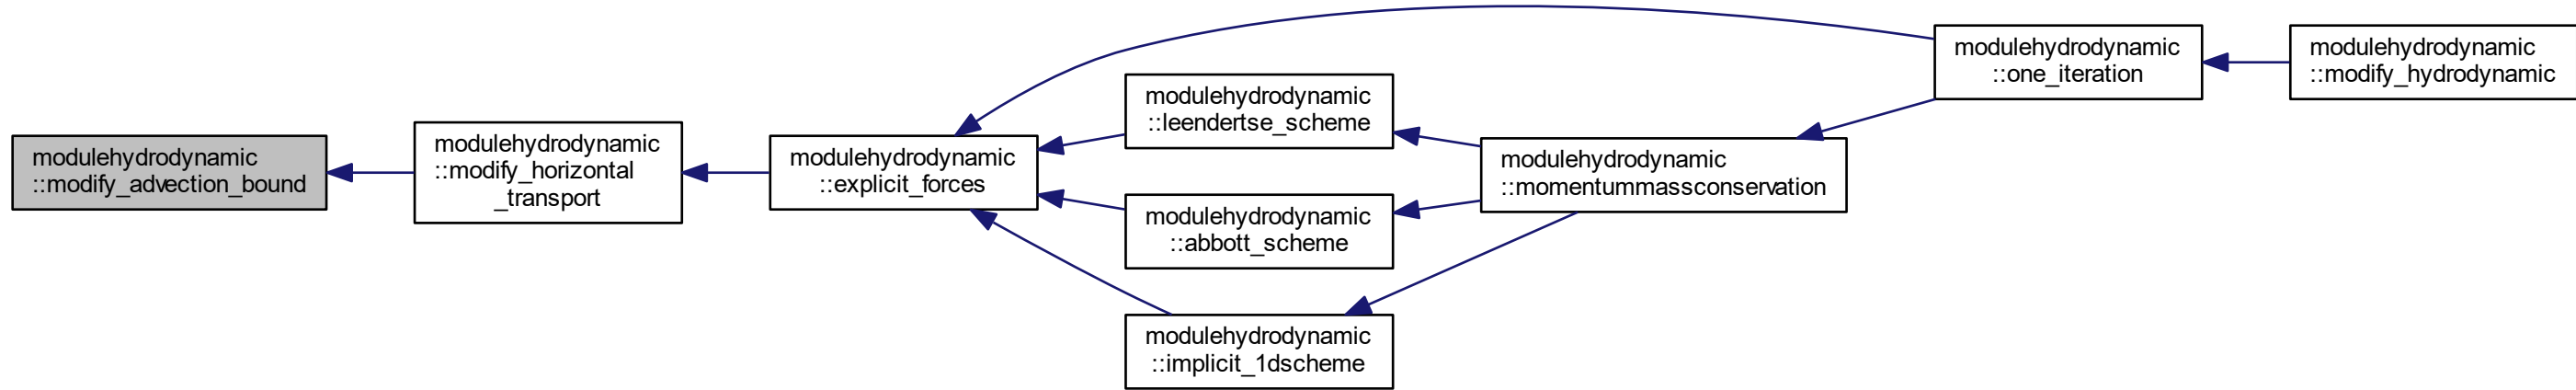 modulehydrodynamic
::modify_advection_bound
modulehydrodynamic
::modify_horizontal
_transport
modulehydrodynamic
::explicit_forces
modulehydrodynamic
::leendertse_scheme
modulehydrodynamic
::abbott_scheme
modulehydrodynamic
::implicit_1dscheme
modulehydrodynamic
::momentummassconservation
modulehydrodynamic
::one_iteration
modulehydrodynamic
::modify_hydrodynamic